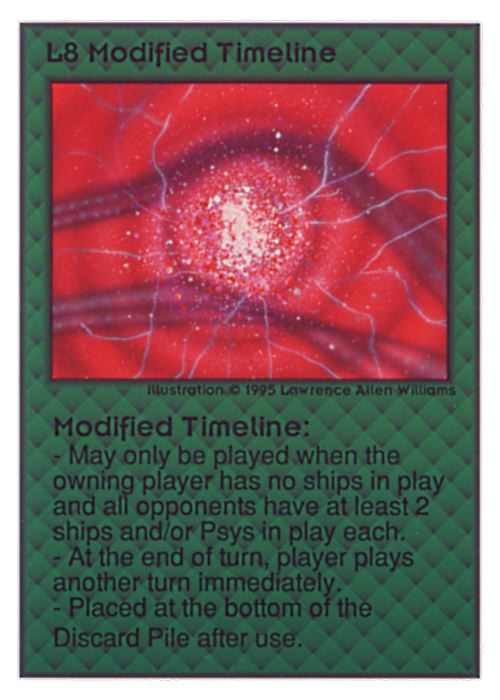 L8 Modified Timeline
Illustration © 1995 Lawrence Allen Williams
Modified Timeline:
- May only be played when the
owning player has no ships in play
and all opponents have at least 2
ships and/or Psys in play each.
- At the end of turn, player plays
another turn immediately.
- Placed at the bottom of the
Discard Pile after use.